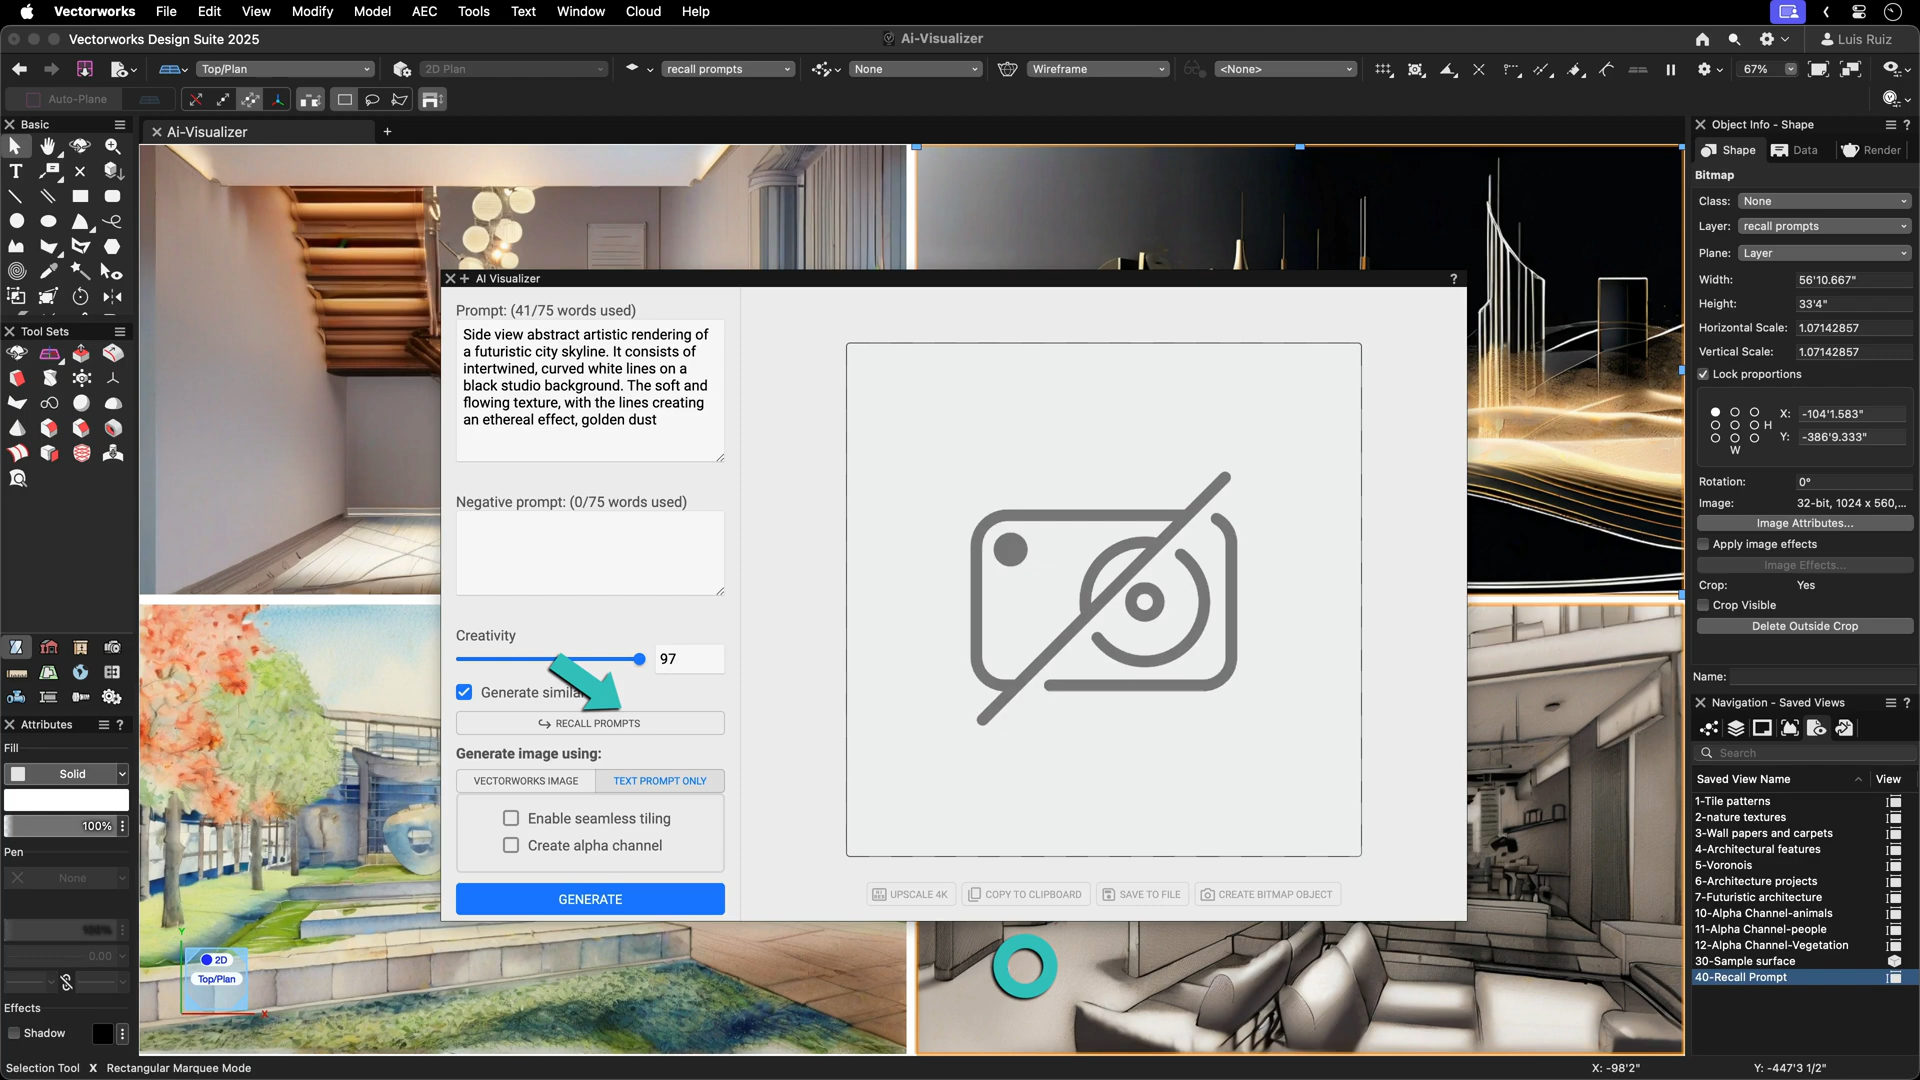 Vectorworks File Edit View Modify Model AEC Tools Text Window Cloud Help
Vectorworks Design Suite 2025
Ai-Visualizer
Luis Ruiz
Top/Plan
2D Plan
recall prompts
None
Wireframe
<None>
67%
Auto-Plane
Basic
Ai-Visualizer
Object Info - Shape
Shape
Data
Render
Bitmap
Class: None
Layer: recall prompts
Plane: Layer
Width: 56'10.667"
Height: 33'4"
Horizontal Scale: 1.07142857
Vertical Scale: 1.07142857
Lock proportions
X: -104'1.583"
H
Y: -386'9.333"
W
Rotation: 0°
Image: 32-bit, 1024 x 560,...
Image Attributes...
Apply image effects
Image Effects...
Crop: Yes
Crop Visible
Delete Outside Crop
Name:
Tool Sets
AI Visualizer
?
Prompt: (41/75 words used)
Side view abstract artistic rendering of
a futuristic city skyline. It consists of
intertwined, curved white lines on a
black studio background. The soft and
flowing texture, with the lines creating
an ethereal effect, golden dust
Negative prompt: (0/75 words used)
Creativity
97
Generate simila
RECALL PROMPTS
Generate image using:
VECTORWORKS IMAGE
TEXT PROMPT ONLY
Enable seamless tiling
Create alpha channel
GENERATE
UPSCALE 4K
COPY TO CLIPBOARD
SAVE TO FILE
CREATE BITMAP OBJECT
Attributes
?
Fill
Solid
100%
Pen
None
100%
0.00
Effects
Shadow
Y
2D
Top/Plan
X
Navigation - Saved Views
?
Search
Saved View Name
View
1-Tile patterns
2-nature textures
3-Wall papers and carpets
4-Architectural features
5-Voronois
6-Architecture projects
7-Futuristic architecture
10-Alpha Channel-animals
11-Alpha Channel-people
12-Alpha Channel-Vegetation
30-Sample surface
40-Recall Prompt
Selection Tool X Rectangular Marquee Mode
X: -98'2"
Y: -447'3 1/2"